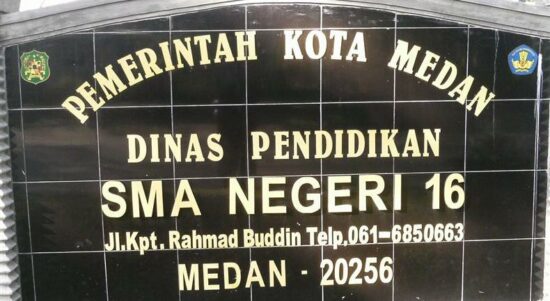 PEMERINTAH KOTA MEDAN
DINAS PENDIDIKAN
SMA NEGERI 16
Jl.Kpt. Rahmad Buddin Telp.061-6850663
MEDAN - 20256